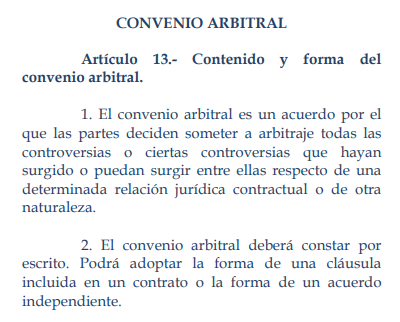 CONVENIO ARBITRAL
Artículo 13.- Contenido y forma del
convenio arbitral.
1. El convenio arbitral es un acuerdo por el
que las partes deciden someter a arbitraje todas las
controversias o ciertas controversias que hayan
surgido o puedan surgir entre ellas respecto de una
determinada relación jurídica contractual o de otra
naturaleza.
2. El convenio arbitral deberá constar por
escrito. Podrá adoptar la forma de una cláusula
incluida en un contrato o la forma de un acuerdo
independiente.